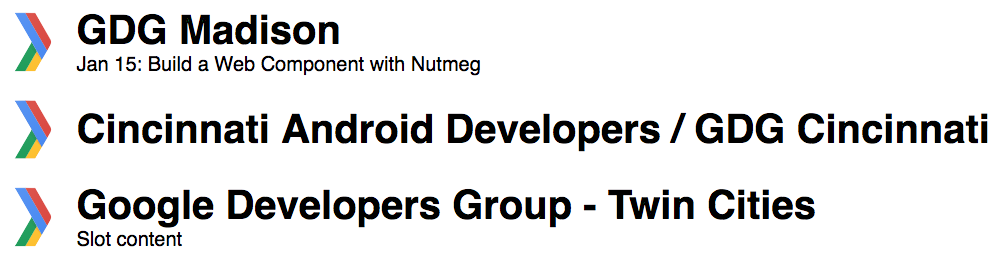 GDG Madison
Jan 15: Build a Web Component with Nutmeg
Cincinnati Android Developers / GDG Cincinnati
Google Developers Group - Twin Cities
Slot content